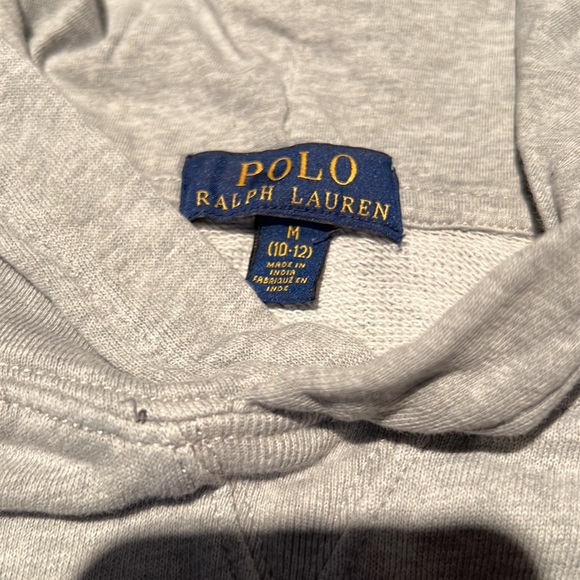 POLO
RALPH LAUREN
M
(10-12)
MADE IN
INDIA
FABRIQUÉ EN
INDE